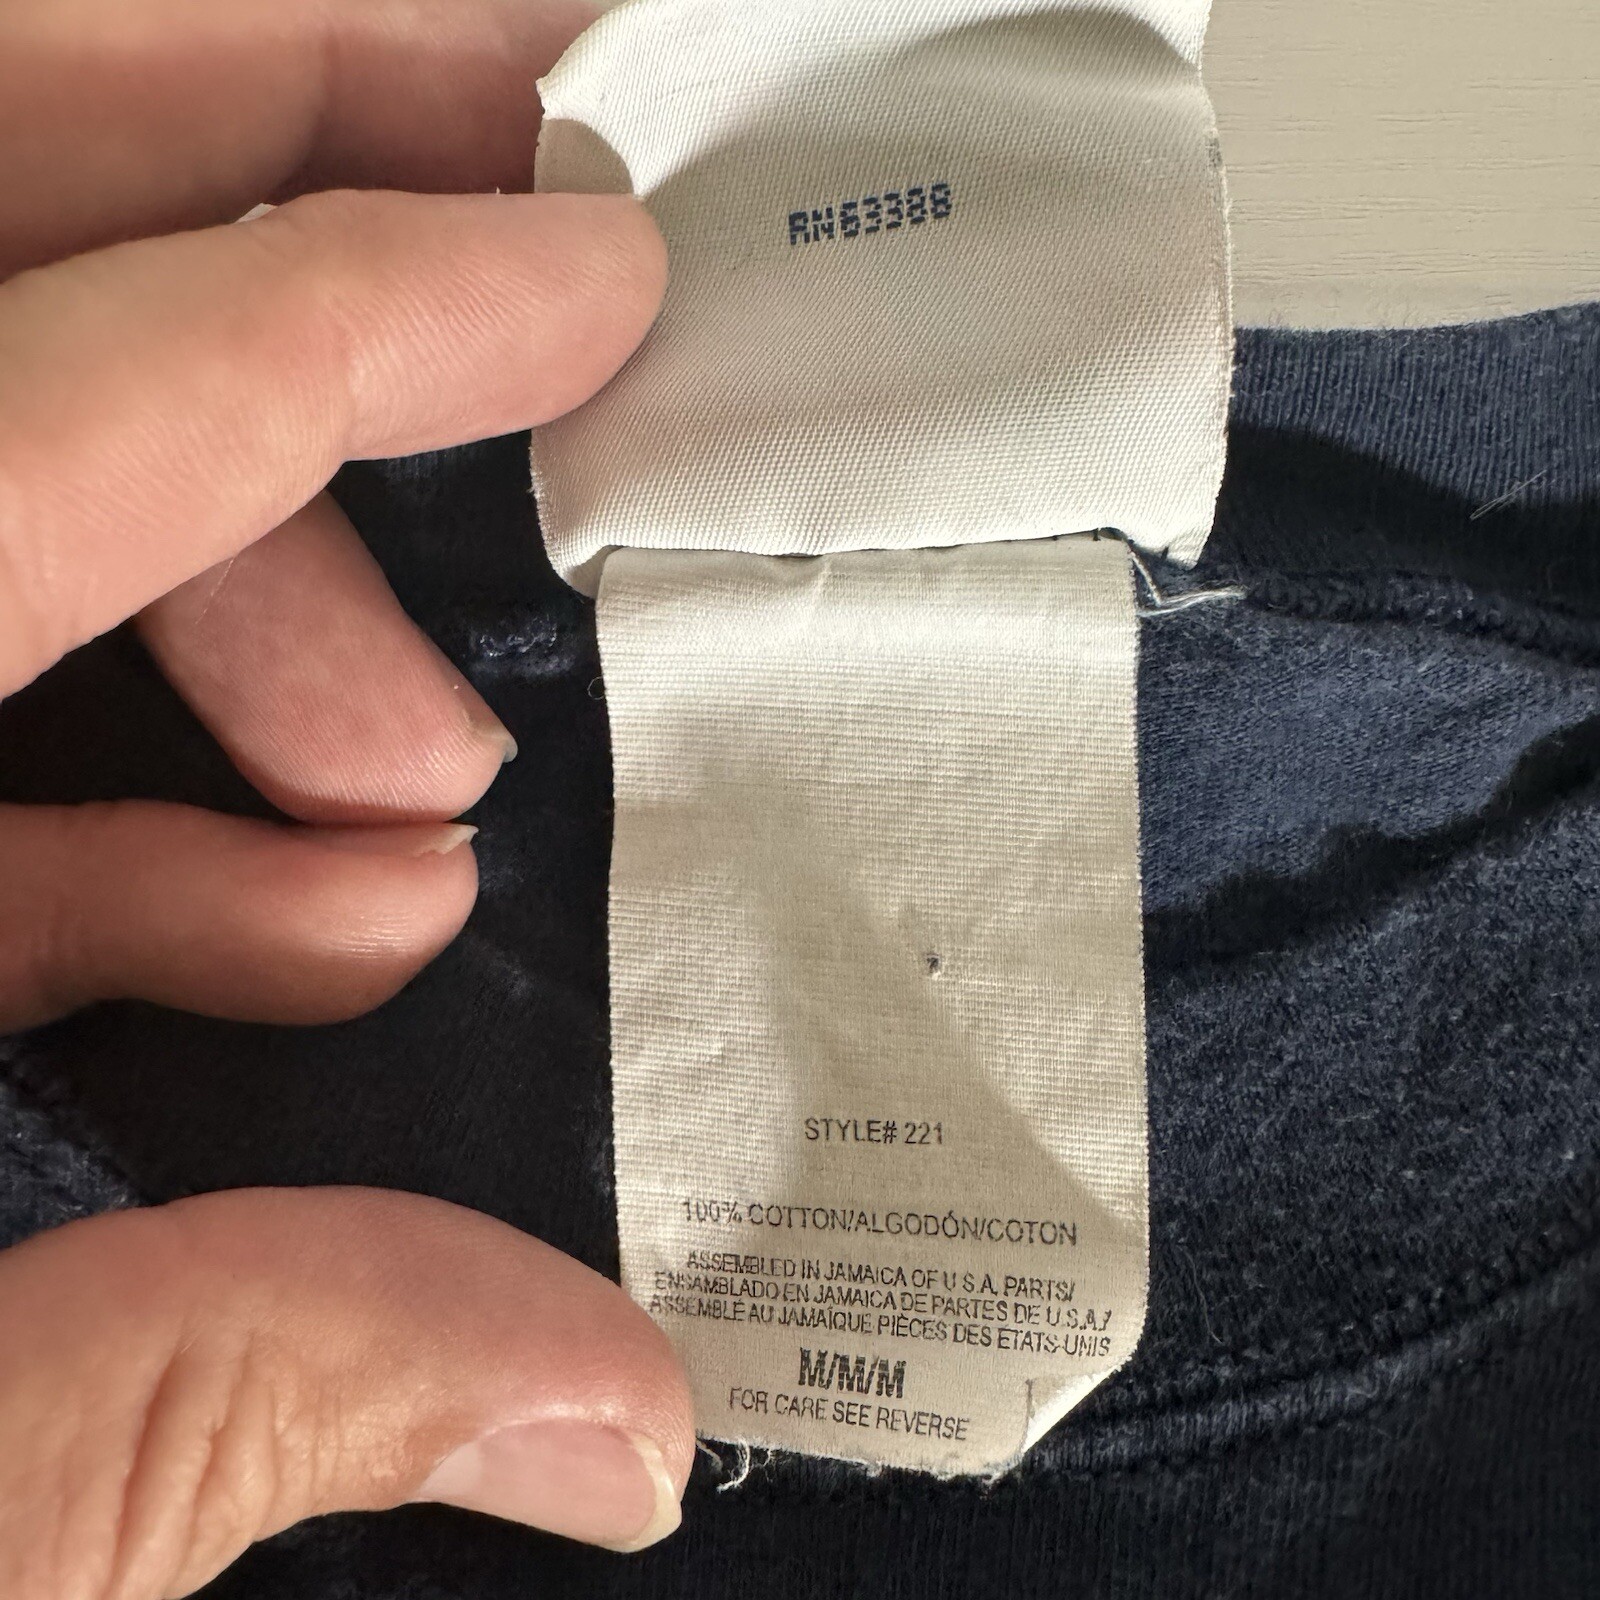 RN63388
STYLE# 221
100% COTTON/ALGODÓN/COTON
ASSEMBLED IN JAMAICA OF U.S.A. PARTS/
ENSAMBLADO EN JAMAICA DE PARTES DE U.S.A./
ASSEMBLÉ AU JAMAÏQUE PIÈCES DES ÉTATS-UNIS
M/M/M
FOR CARE SEE REVERSE